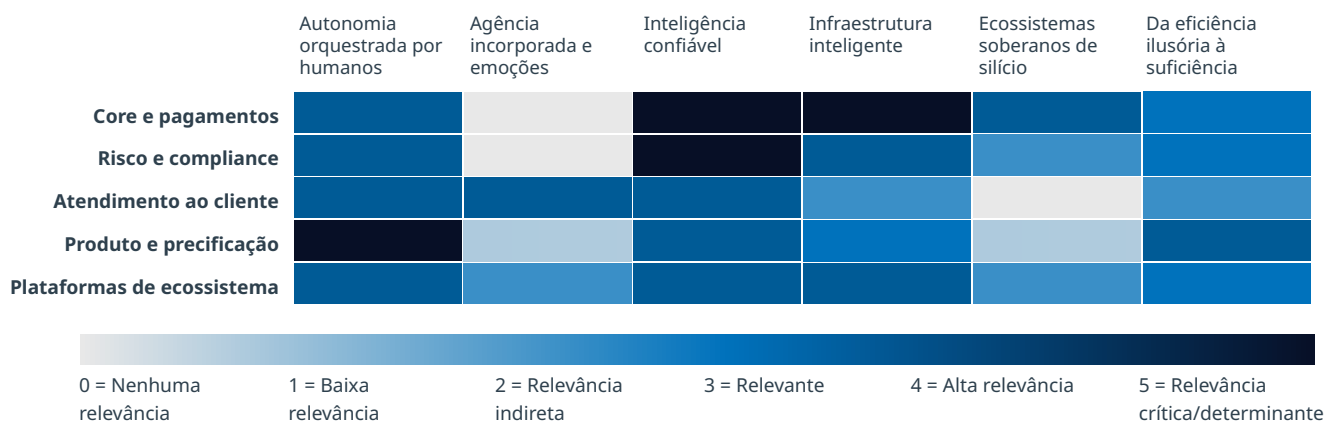 Autonomia
orquestrada por
humanos
Agência
incorporada e
emoções
Inteligência
confiável
Infraestrutura
inteligente
Ecossistemas
soberanos de
silício
Da eficiência
ilusória à
suficiência
Core e pagamentos
Risco e compliance
Atendimento ao cliente
Produto e precificação
Plataformas de ecossistema
0 = Nenhuma
relevância
1 = Baixa
relevância
2 = Relevância
indireta
3 = Relevante
4 = Alta relevância
5 = Relevância
crítica/determinante